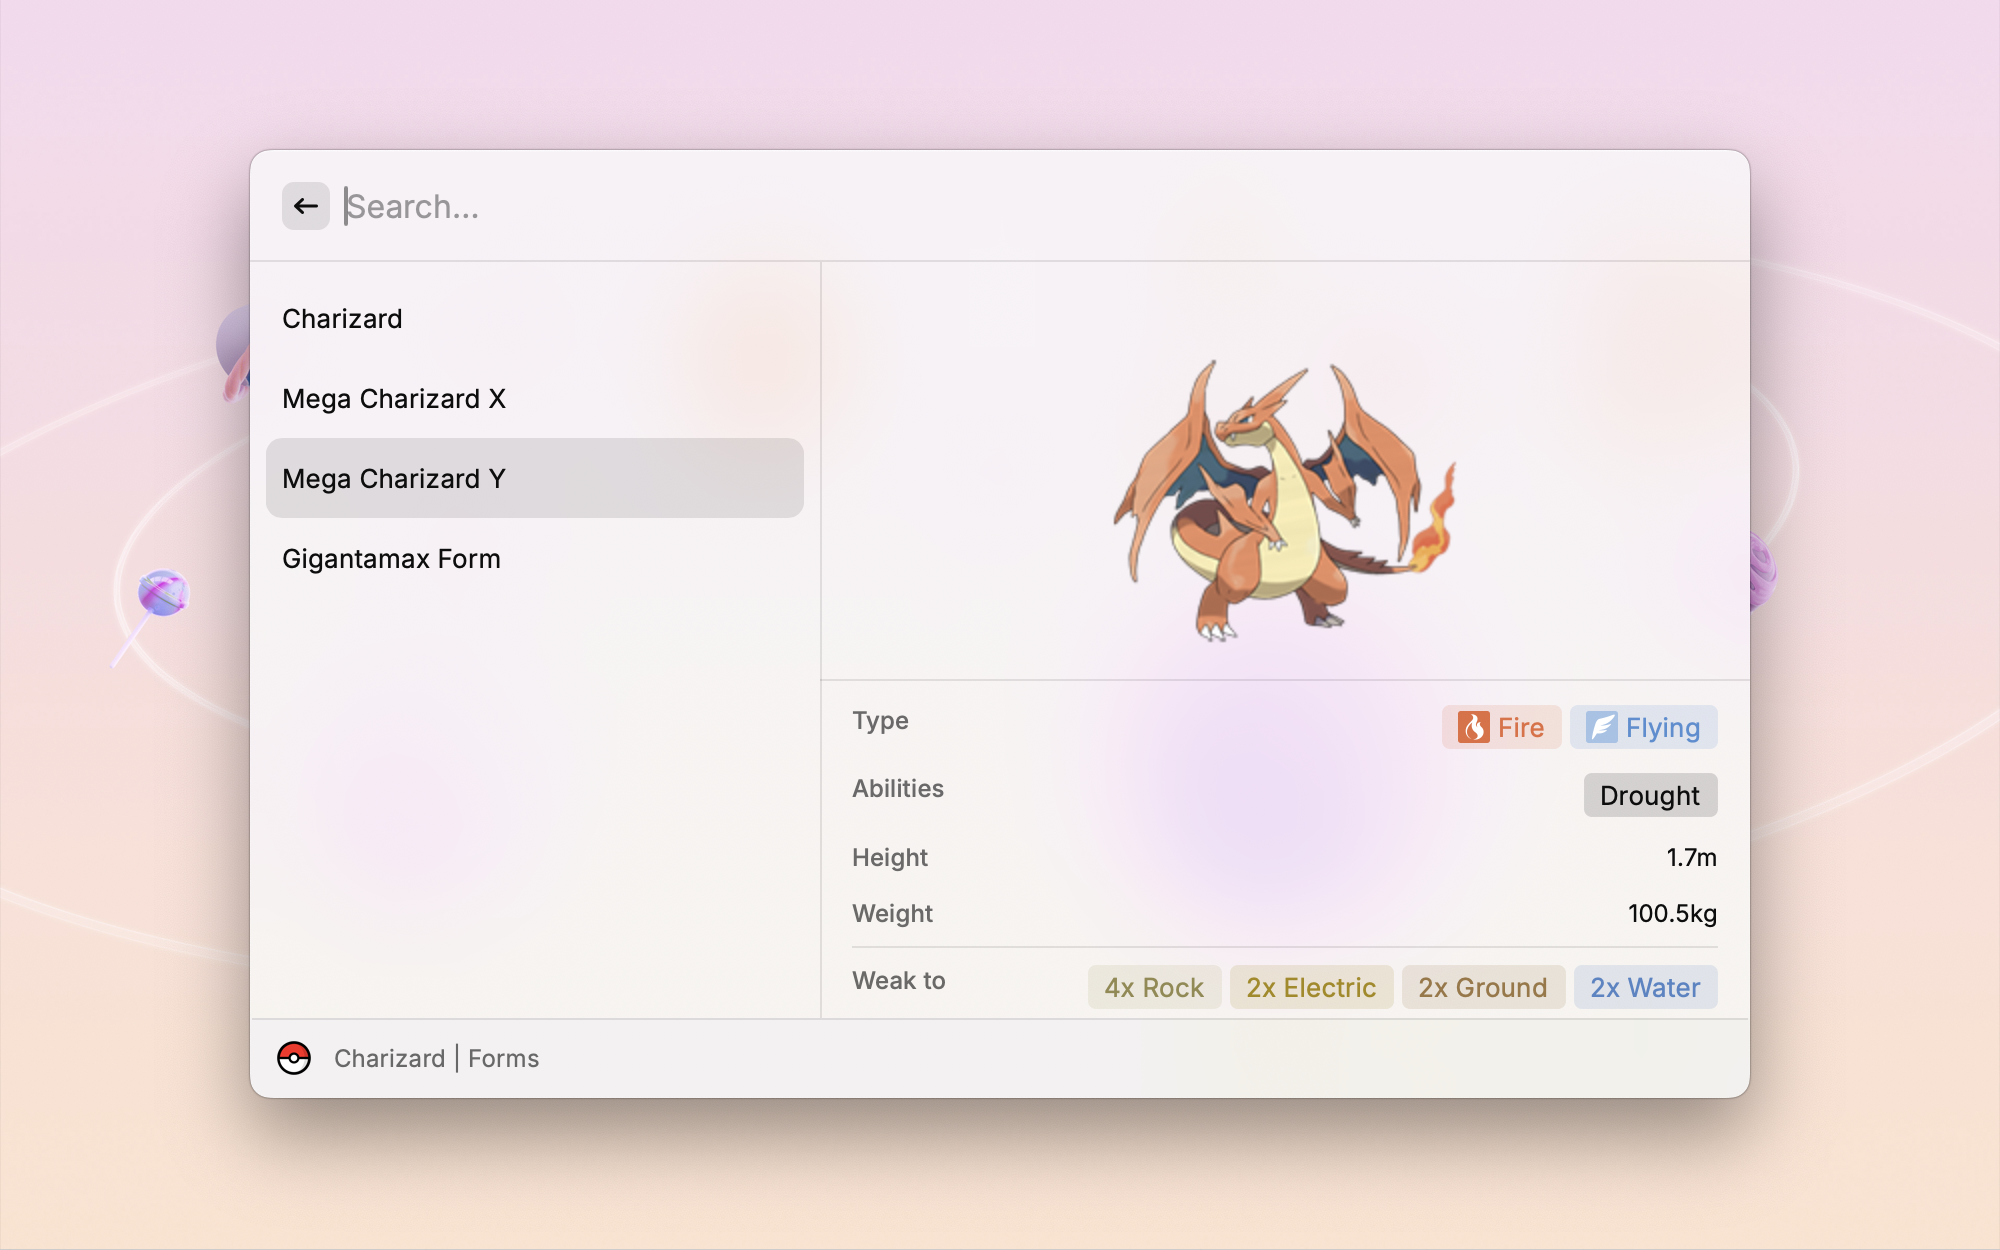 Search...
Charizard
Mega Charizard X
Mega Charizard Y
Gigantamax Form
Type Fire Flying
Abilities Drought
Height 1.7m
Weight 100.5kg
Weak to 4x Rock 2x Electric 2x Ground 2x Water
Charizard | Forms